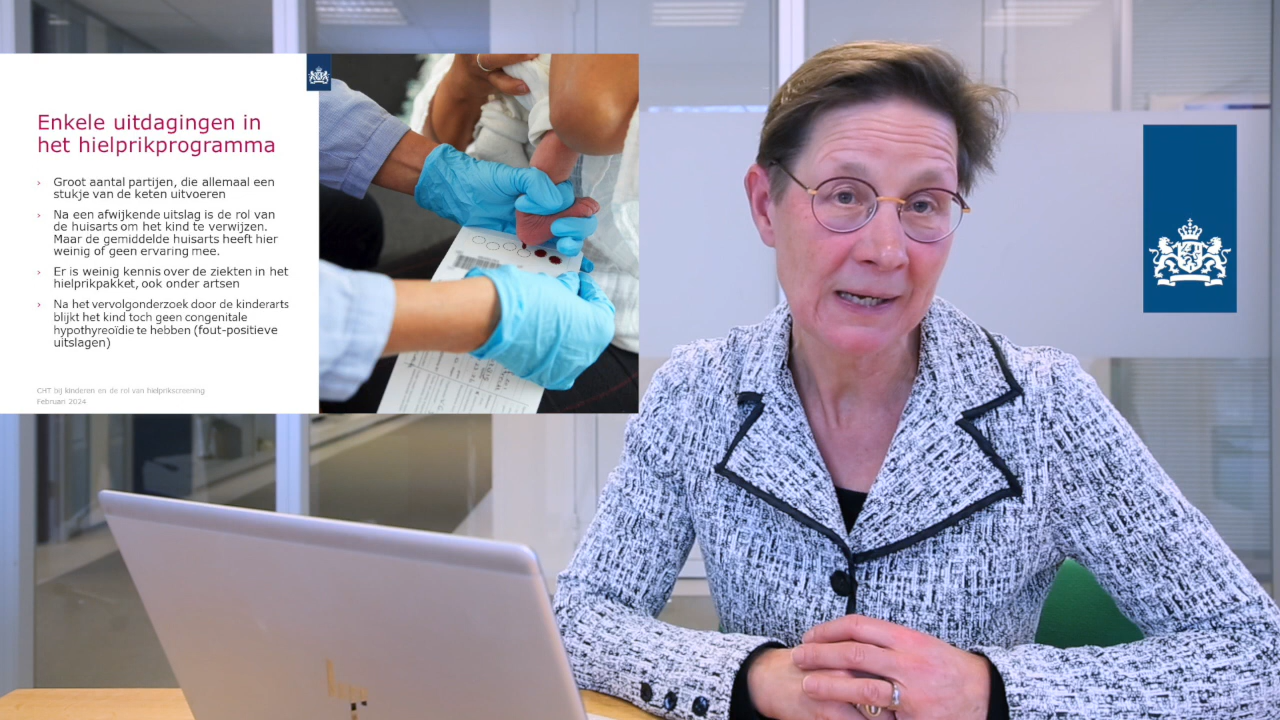 Enkele uitdagingen in
het hielprikprogramma
› Groot aantal partijen, die allemaal een
stukje van de keten uitvoeren
› Na een afwijkende uitslag is de rol van
de huisarts om het kind te verwijzen.
Maar de gemiddelde huisarts heeft hier
weinig of geen ervaring mee.
› Er is weinig kennis over de ziekten in het
hielprikpakket, ook onder artsen
› Na het vervolgonderzoek door de kinderarts
blijkt het kind toch geen congenitale
hypothyreoïdie te hebben (fout-positieve
uitslagen)
CHT bij kinderen en de rol van hielprikscreening
Februari 2024